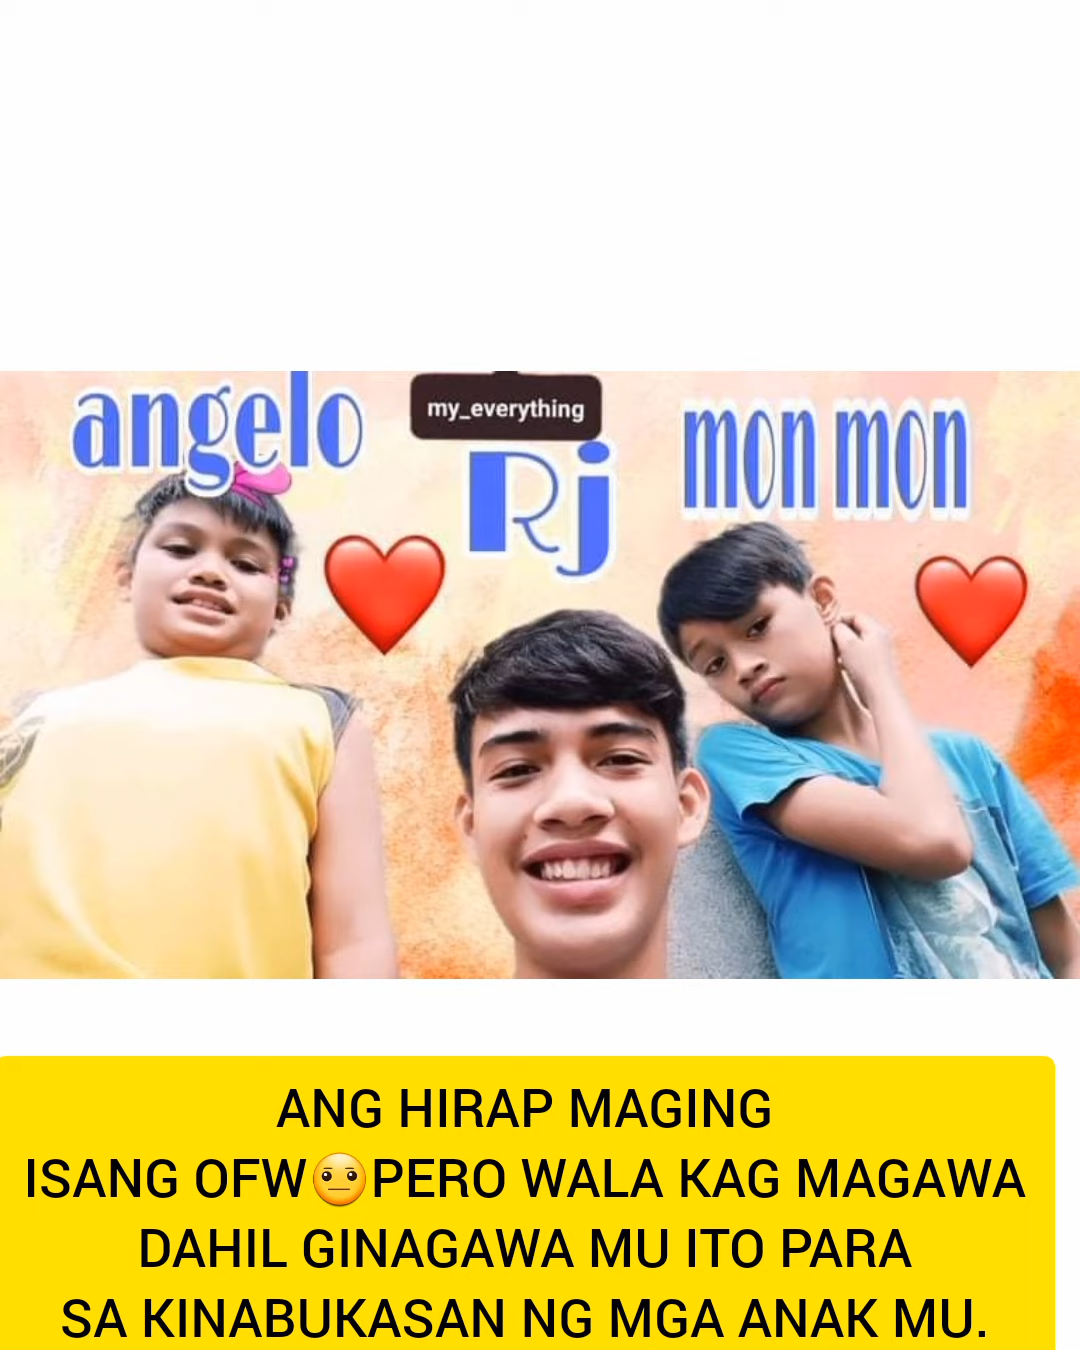 angelo
my_everything
Rj
mon mon
ANG HIRAP MAGING
ISANG OFW😐PERO WALA KAG MAGAWA
DAHIL GINAGAWA MU ITO PARA
SA KINABUKASAN NG MGA ANAK MU.